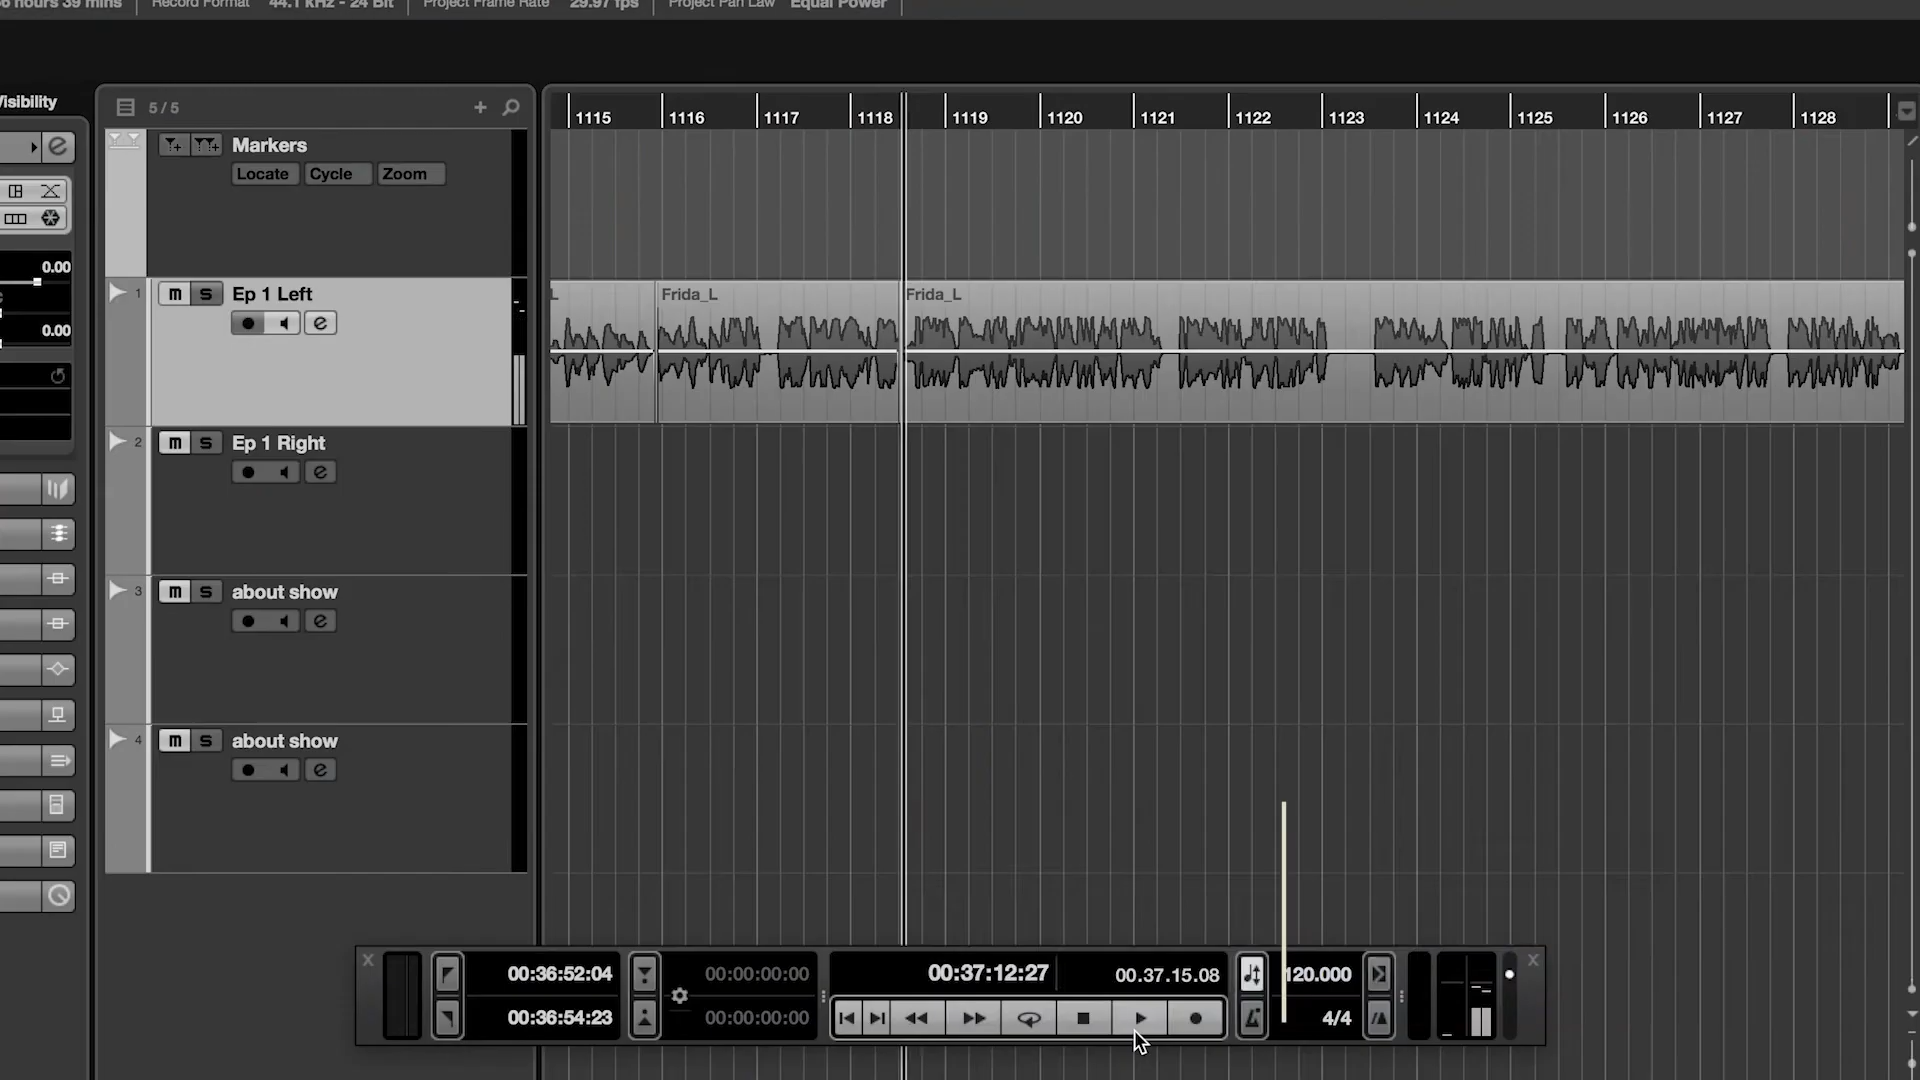 6 hours 39 mins Record Format 44.1 kHz - 24 Bit Project Frame Rate 29.97 fps Project Pan Law Equal Power
Visibility
5 / 5
1115 1116 1117 1118 1119 1120 1121 1122 1123 1124 1125 1126 1127 1128
Markers
Locate Cycle Zoom
0.00
0.00
1 m s Ep 1 Left
e
L Frida_L Frida_L
2 m s Ep 1 Right
e
3 m s about show
e
4 m s about show
e
x 00:36:52:04 00:00:00:00 00:37:12:27 00.37.15.08 120.000 x
00:36:54:23 00:00:00:00 4/4